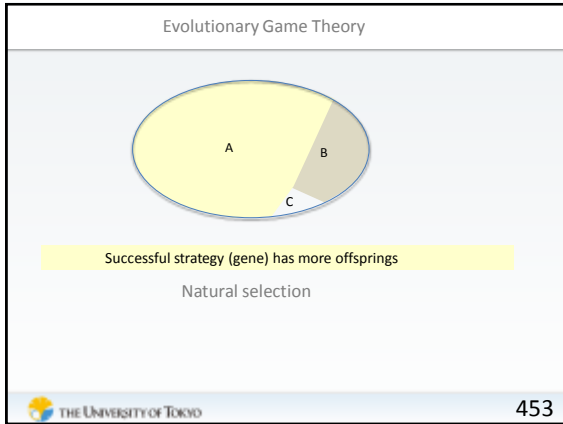 Evolutionary Game Theory
A
B
C
Successful strategy (gene) has more offsprings
Natural selection
THE UNIVERSITY OF TOKYO
453